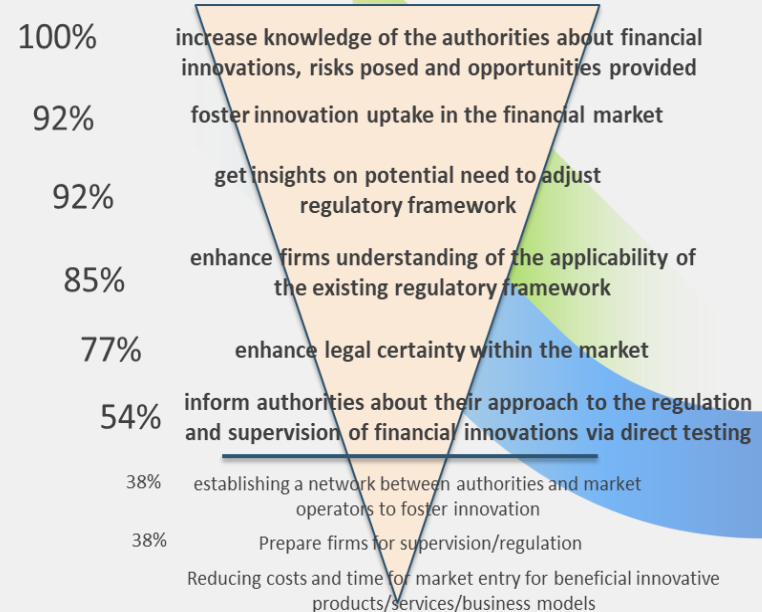 100%
increase knowledge of the authorities about financial
innovations, risks posed and opportunities provided
92%
foster innovation uptake in the financial market
92%
get insights on potential need to adjust
regulatory framework
85%
enhance firms understanding of the applicability of
the existing regulatory framework
77%
enhance legal certainty within the market
54%
inform authorities about their approach to the regulation
and supervision of financial innovations via direct testing
38%
establishing a network between authorities and market
operators to foster innovation
38%
Prepare firms for supervision/regulation
Reducing costs and time for market entry for beneficial innovative
products/services/business models